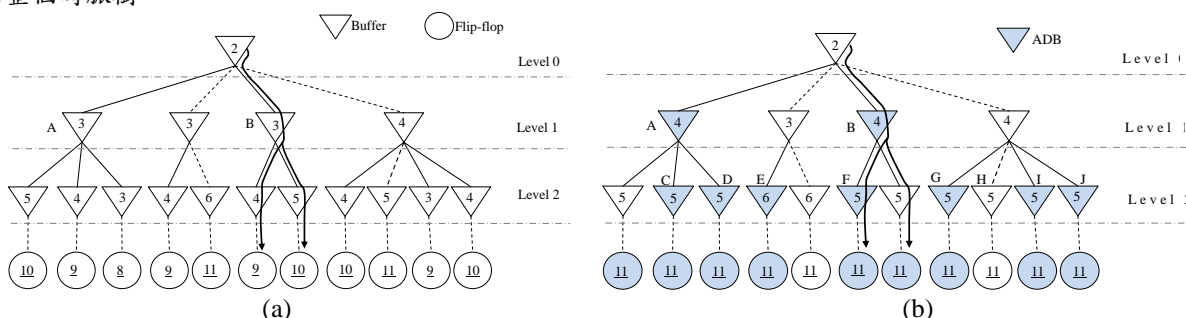 Buffer Flip-flop
2
Level 0
A 3 3 B 3 4
Level 1
5 4 3 4 6 4 5 4 5 3 4
Level 2
10 9 8 9 11 9 10 10 11 9 10
(a)
ADB
2
Level
A 4 3 B 4 4
Level 1
C D E F G H I J
5 5 5 6 6 5 5 5 5 5 5
Level
11 11 11 11 11 11 11 11 11 11 11
(b)